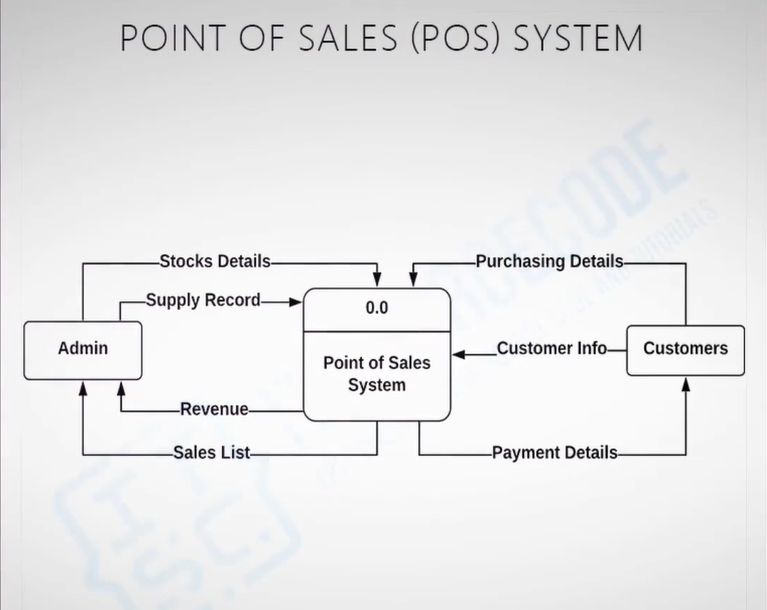 POINT OF SALES (POS) SYSTEM
Stocks Details
Purchasing Details
Supply Record
0.0
Admin
Point of Sales
System
Customer Info
Customers
Revenue
Sales List
Payment Details